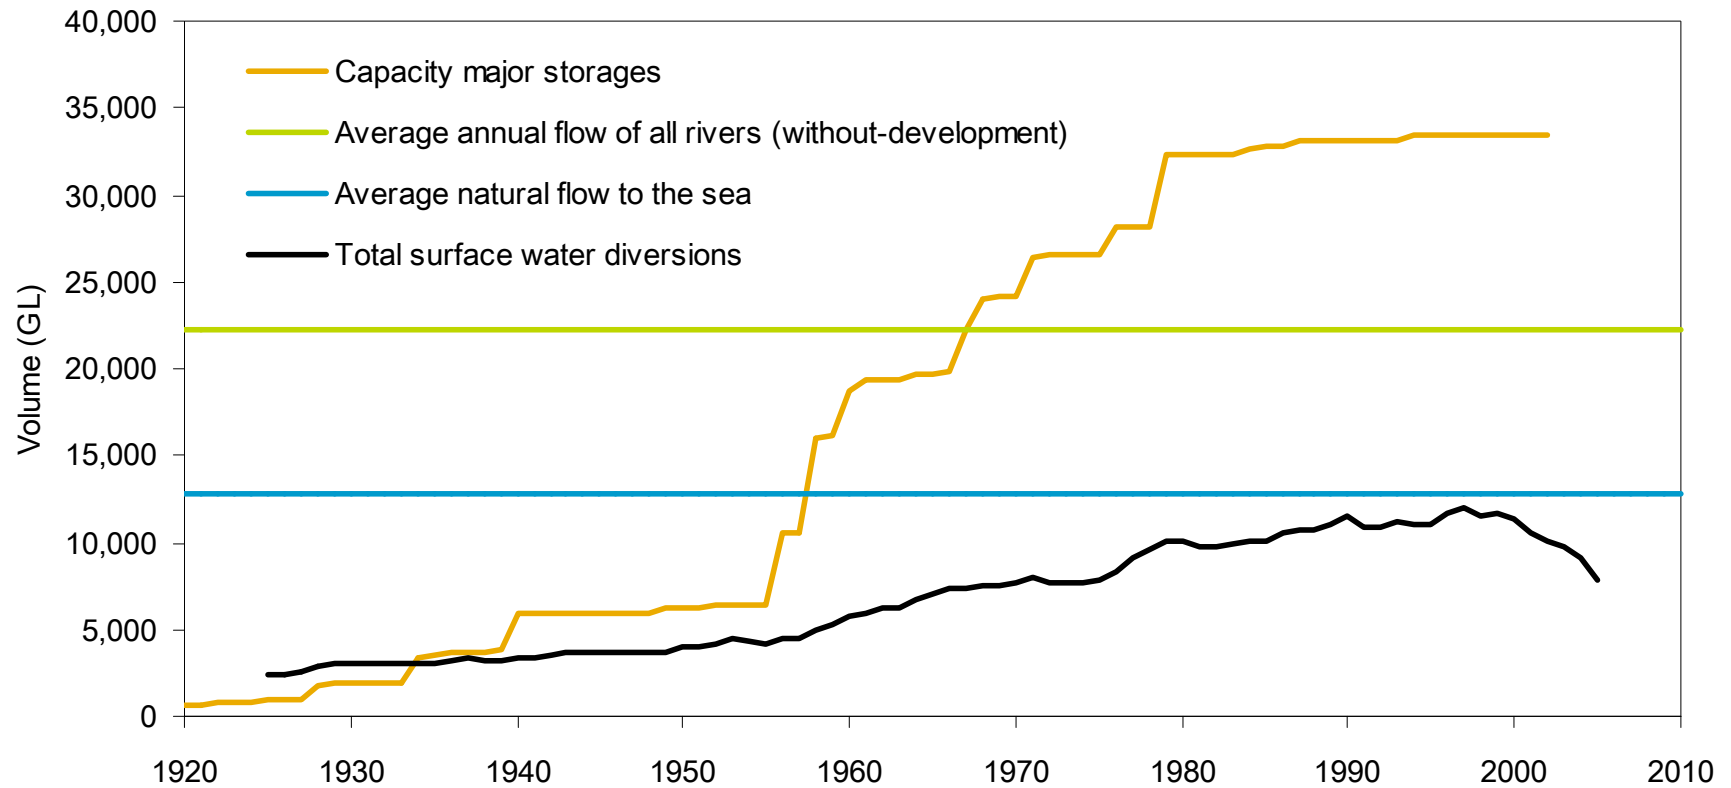 40,000
35,000
30,000
25,000
20,000
15,000
10,000
5,000
0
Volume (GL)
Capacity major storages
Average annual flow of all rivers (without-development)
Average natural flow to the sea
Total surface water diversions
1920 1930 1940 1950 1960 1970 1980 1990 2000 2010